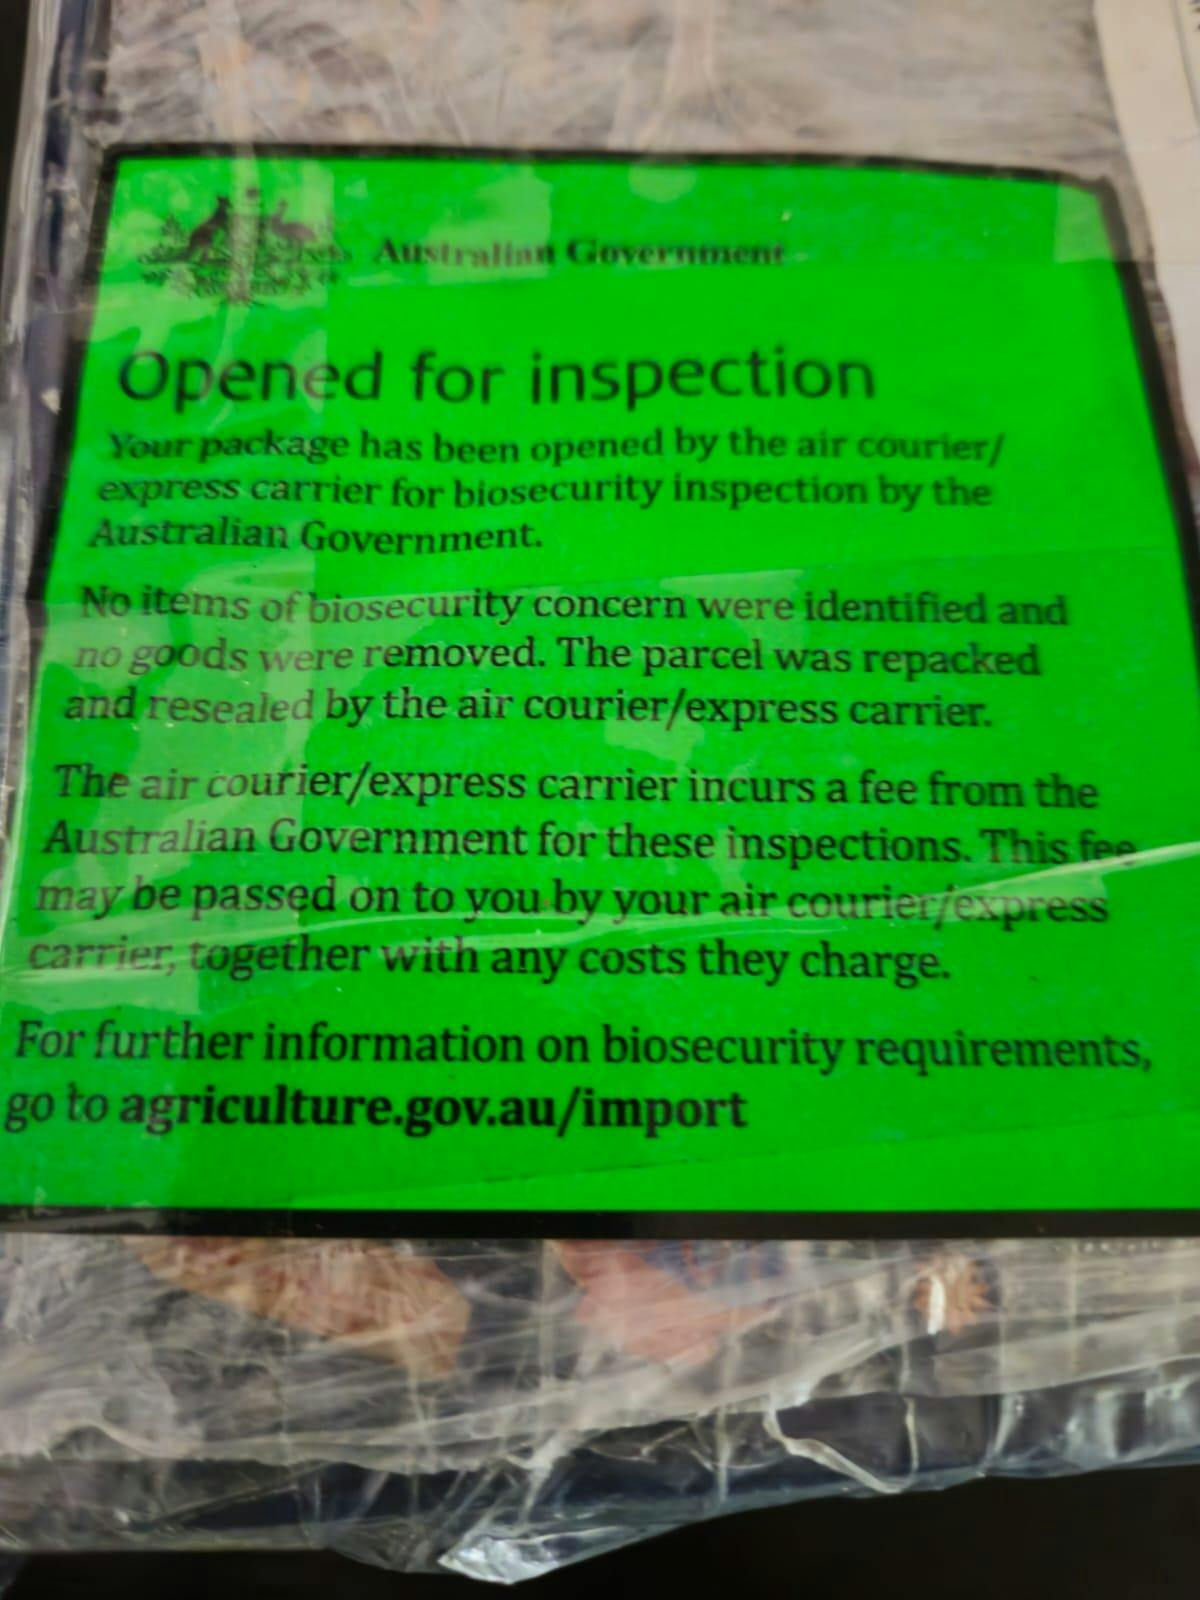 Australian Government
Opened for inspection
Your package has been opened by the air courier/
express carrier for biosecurity inspection by the
Australian Government.
No items of biosecurity concern were identified and
no goods were removed. The parcel was repacked
and resealed by the air courier/express carrier.
The air courier/express carrier incurs a fee from the
Australian Government for these inspections. This fee
may be passed on to you by your air courier/express
carrier, together with any costs they charge.
For further information on biosecurity requirements,
go to agriculture.gov.au/import